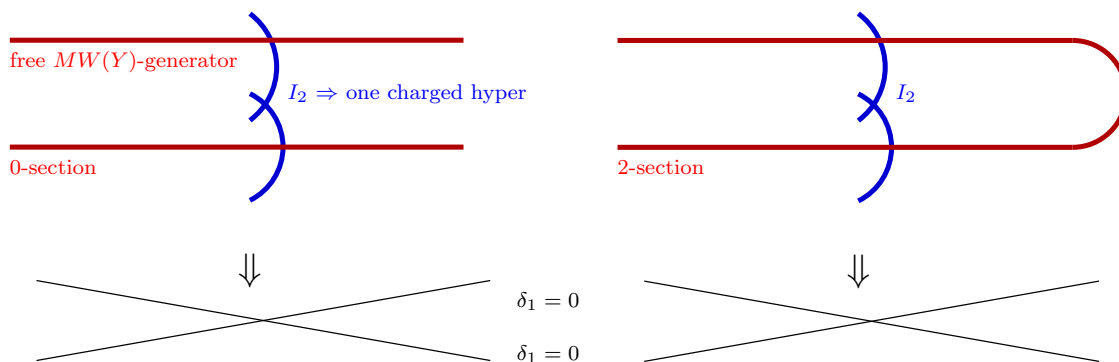 free MW(Y)-generator
I₂ ⇒ one charged hyper
0-section
I₂
2-section
⇓
⇓
δ₁ = 0
δ₁ = 0